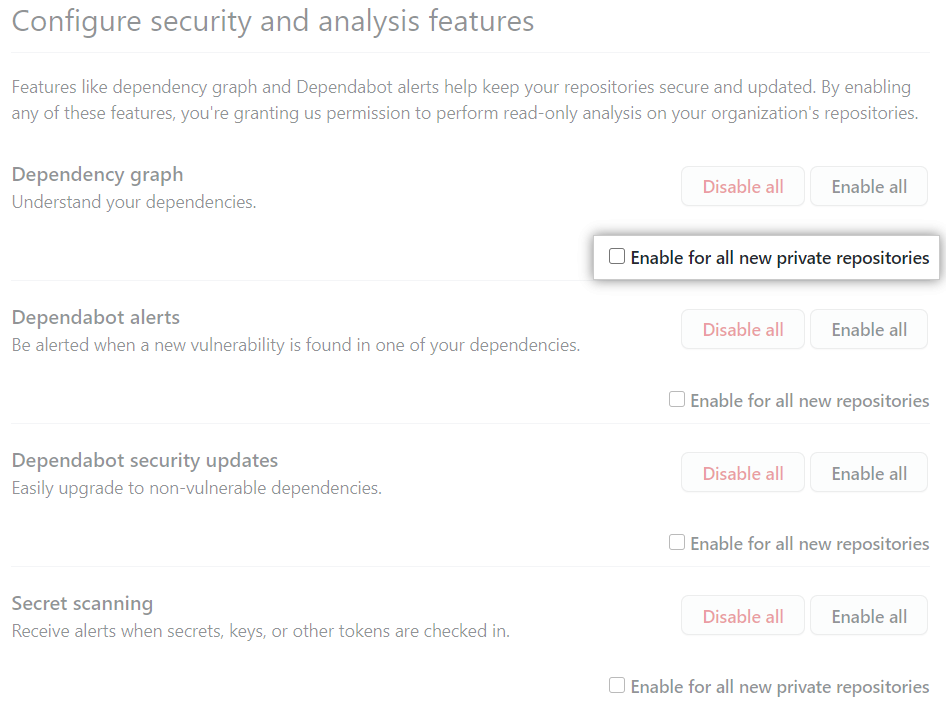 Configure security and analysis features
Features like dependency graph and Dependabot alerts help keep your repositories secure and updated. By enabling
any of these features, you're granting us permission to perform read-only analysis on your organization's repositories.
Dependency graph
Understand your dependencies.
Disable all
Enable all
Enable for all new private repositories
Dependabot alerts
Be alerted when a new vulnerability is found in one of your dependencies.
Disable all
Enable all
Enable for all new repositories
Dependabot security updates
Easily upgrade to non-vulnerable dependencies.
Disable all
Enable all
Enable for all new repositories
Secret scanning
Receive alerts when secrets, keys, or other tokens are checked in.
Disable all
Enable all
Enable for all new private repositories